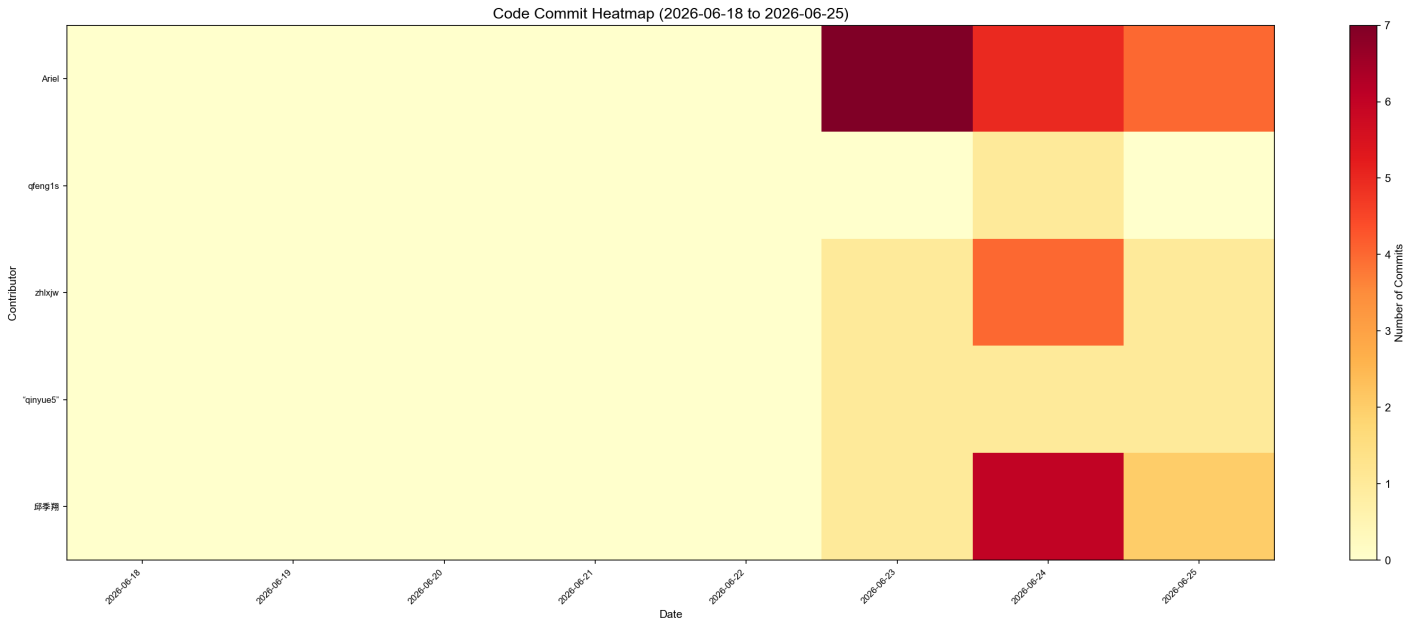 Code Commit Heatmap (2026-06-18 to 2026-06-25)
Contributor
Ariel
qfeng1s
zhlxjw
"qinyue5"
邱季翔
2026-06-18
2026-06-19
2026-06-20
2026-06-21
2026-06-22
2026-06-23
2026-06-24
2026-06-25
Date
7
6
5
4
3
2
1
0
Number of Commits